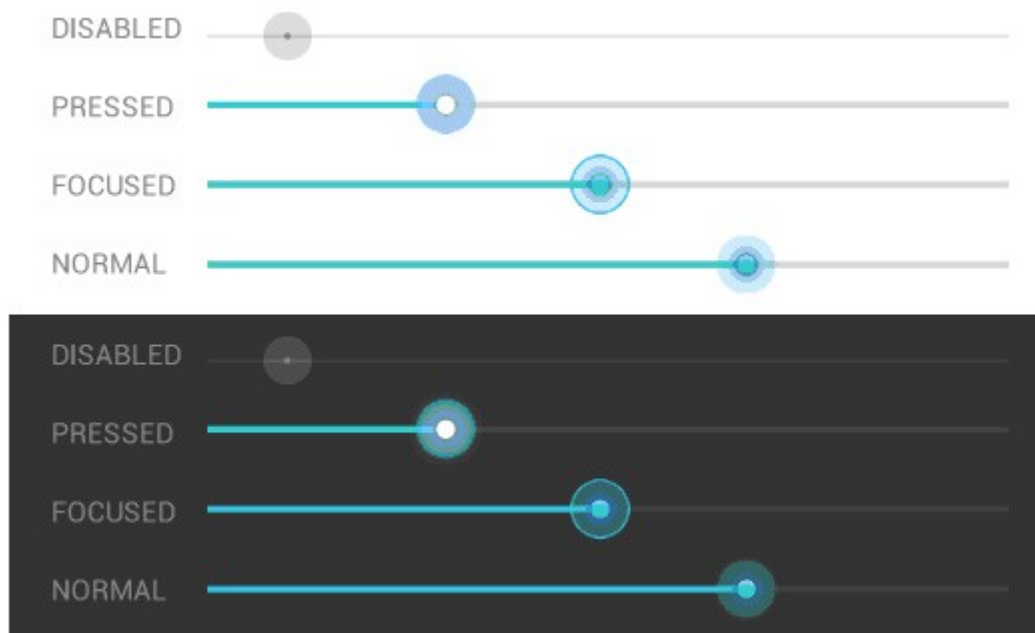 DISABLED
PRESSED
FOCUSED
NORMAL
DISABLED
PRESSED
FOCUSED
NORMAL